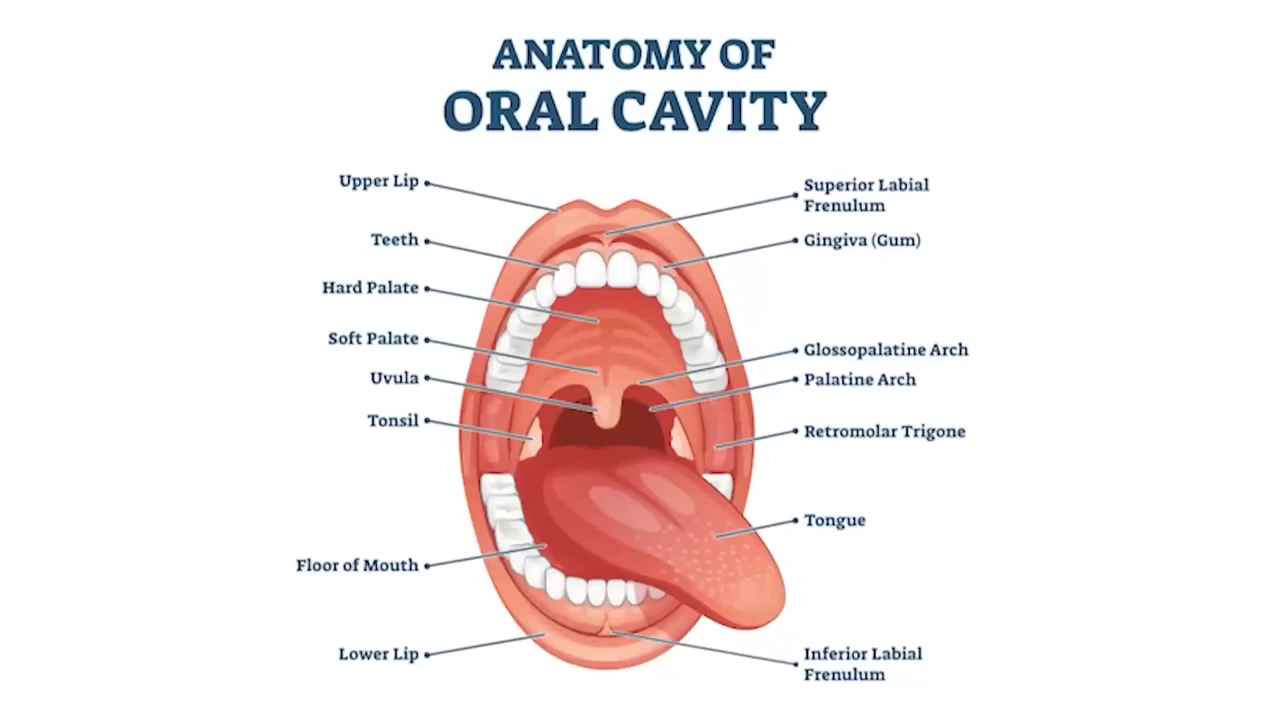 ANATOMY OF
ORAL CAVITY
Upper Lip
Teeth
Hard Palate
Soft Palate
Uvula
Tonsil
Floor of Mouth
Lower Lip
Superior Labial
Frenulum
Gingiva (Gum)
Glossopalatine Arch
Palatine Arch
Retromolar Trigone
Tongue
Inferior Labial
Frenulum